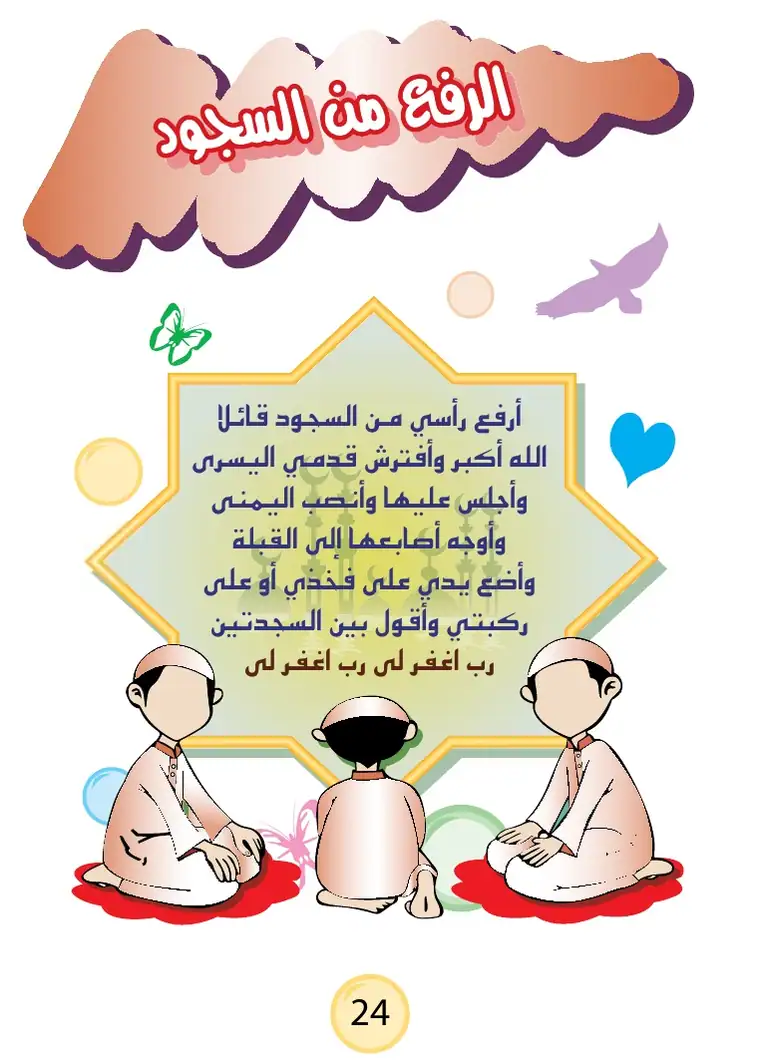 الرفع من السجود
أرفع رأسي من السجود قائلا
الله أكبر وأفترش قدمي اليسرى
وأجلس عليها وأنصب اليمنى
وأوجه أصابعها إلى القبلة
وأضع يدي على فخذي أو على
ركبتي وأقول بين السجدتين
رب اغفر لى رب اغفر لى
24